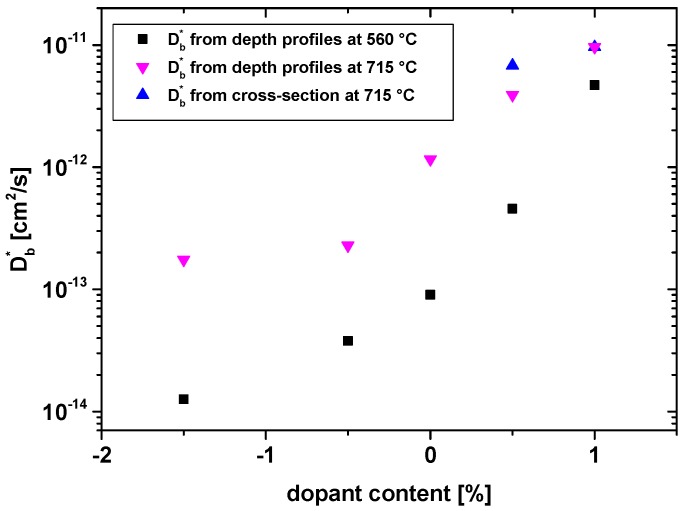 D*b from depth profiles at 560 °C
D*b from depth profiles at 715 °C
D*b from cross-section at 715 °C
10-11
10-12
10-13
10-14
D*b [cm2/s]
-2
-1
0
1
dopant content [%]